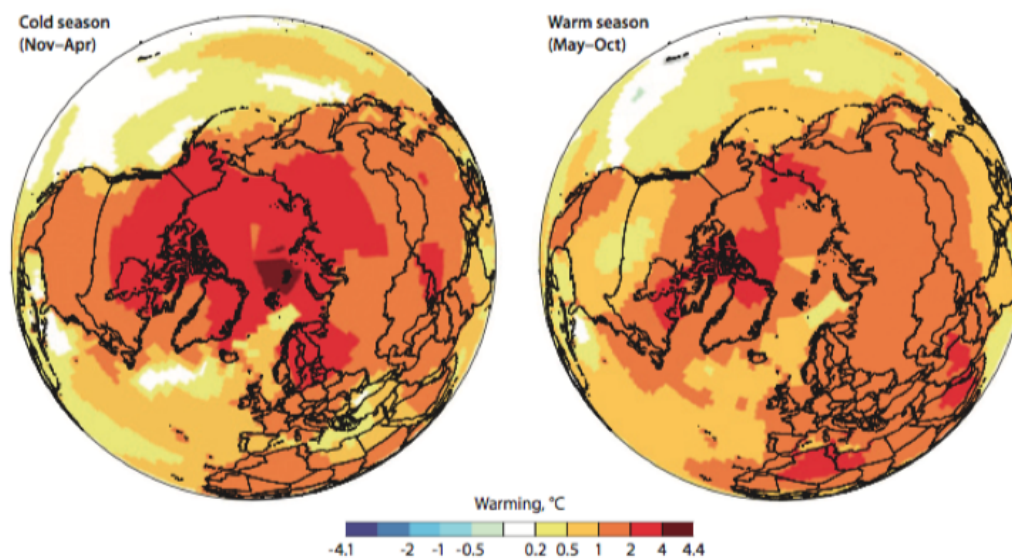 Cold season
(Nov–Apr)
Warm season
(May–Oct)
Warming, °C
-4.1 -2 -1 -0.5 0.2 0.5 1 2 4 4.4